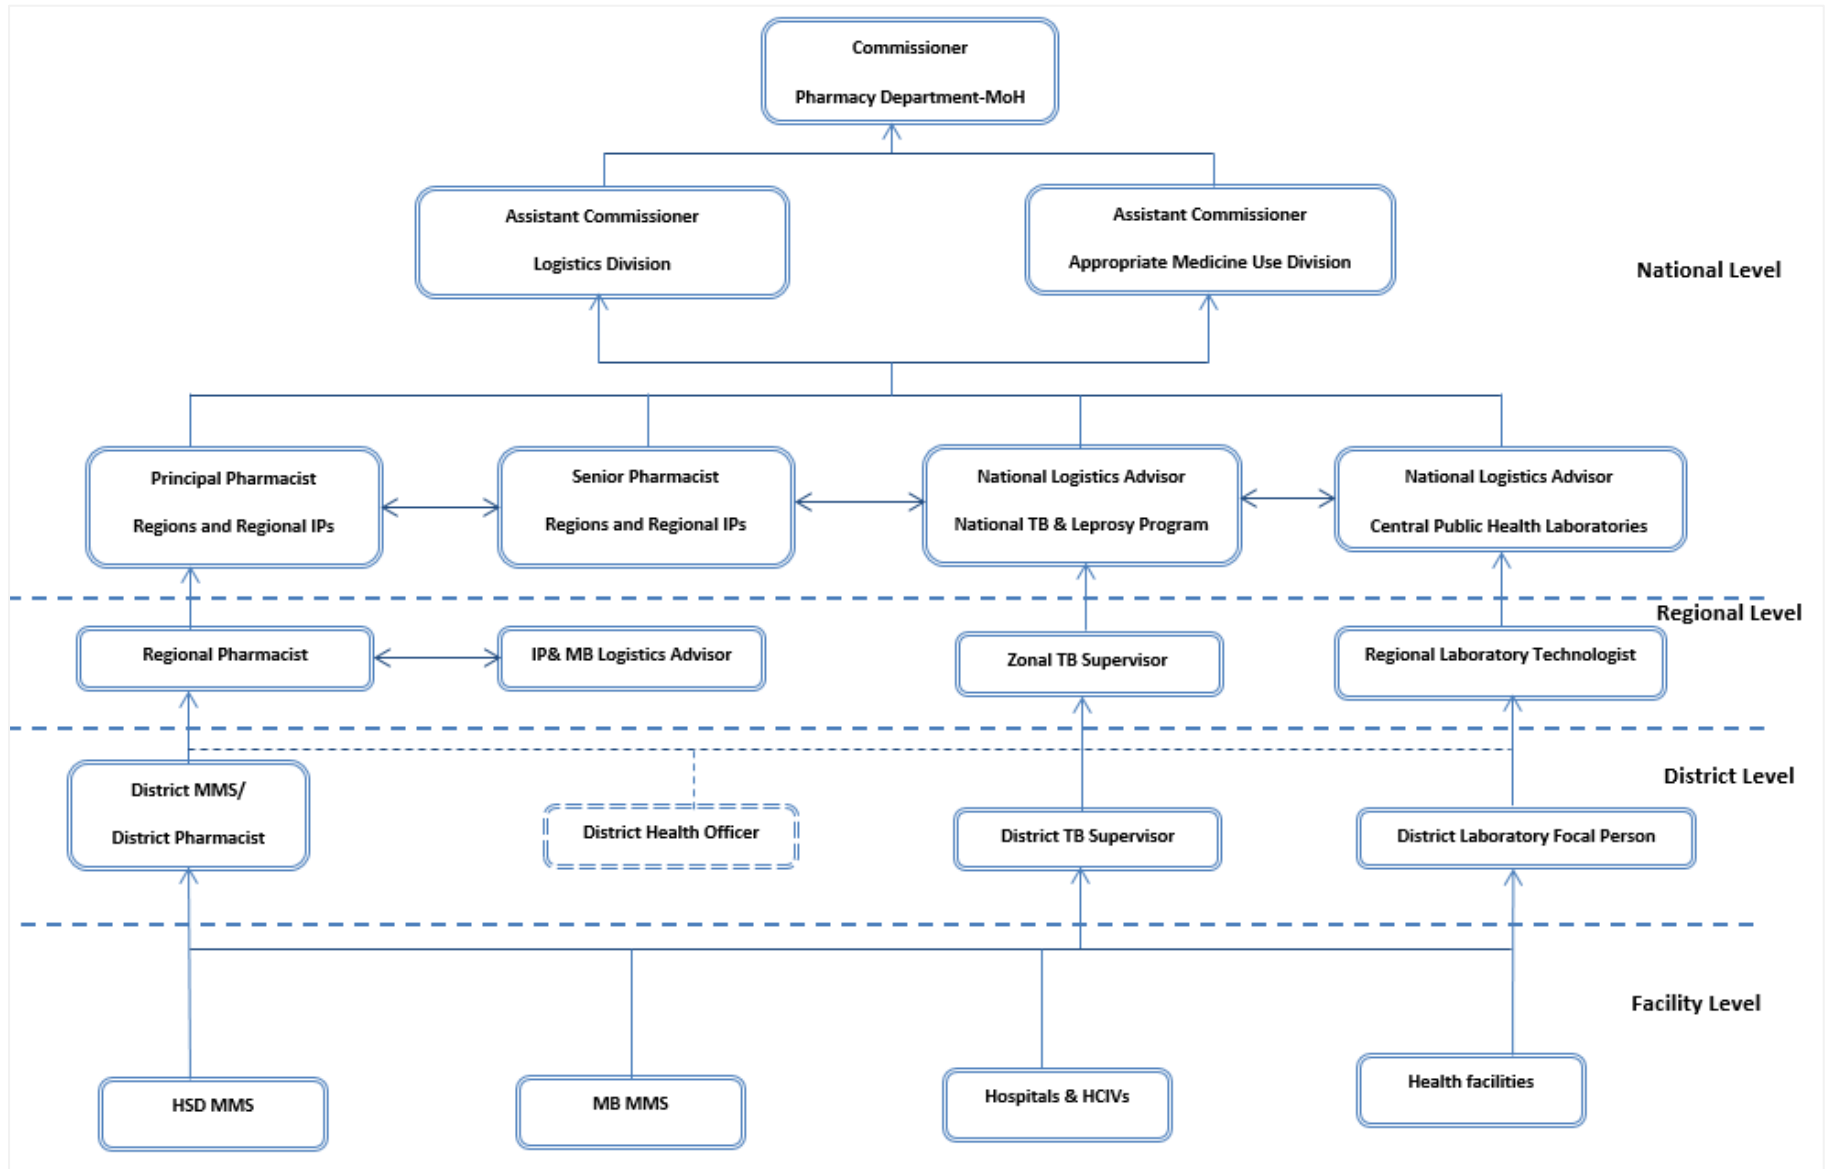 Commissioner
Pharmacy Department-MoH
Assistant Commissioner
Logistics Division
Assistant Commissioner
Appropriate Medicine Use Division
National Level
Principal Pharmacist
Regions and Regional IPs
Senior Pharmacist
Regions and Regional IPs
National Logistics Advisor
National TB & Leprosy Program
National Logistics Advisor
Central Public Health Laboratories
Regional Level
Regional Pharmacist
IP& MB Logistics Advisor
Zonal TB Supervisor
Regional Laboratory Technologist
District Level
District MMS/
District Pharmacist
District Health Officer
District TB Supervisor
District Laboratory Focal Person
Facility Level
HSD MMS
MB MMS
Hospitals & HCIVs
Health facilities